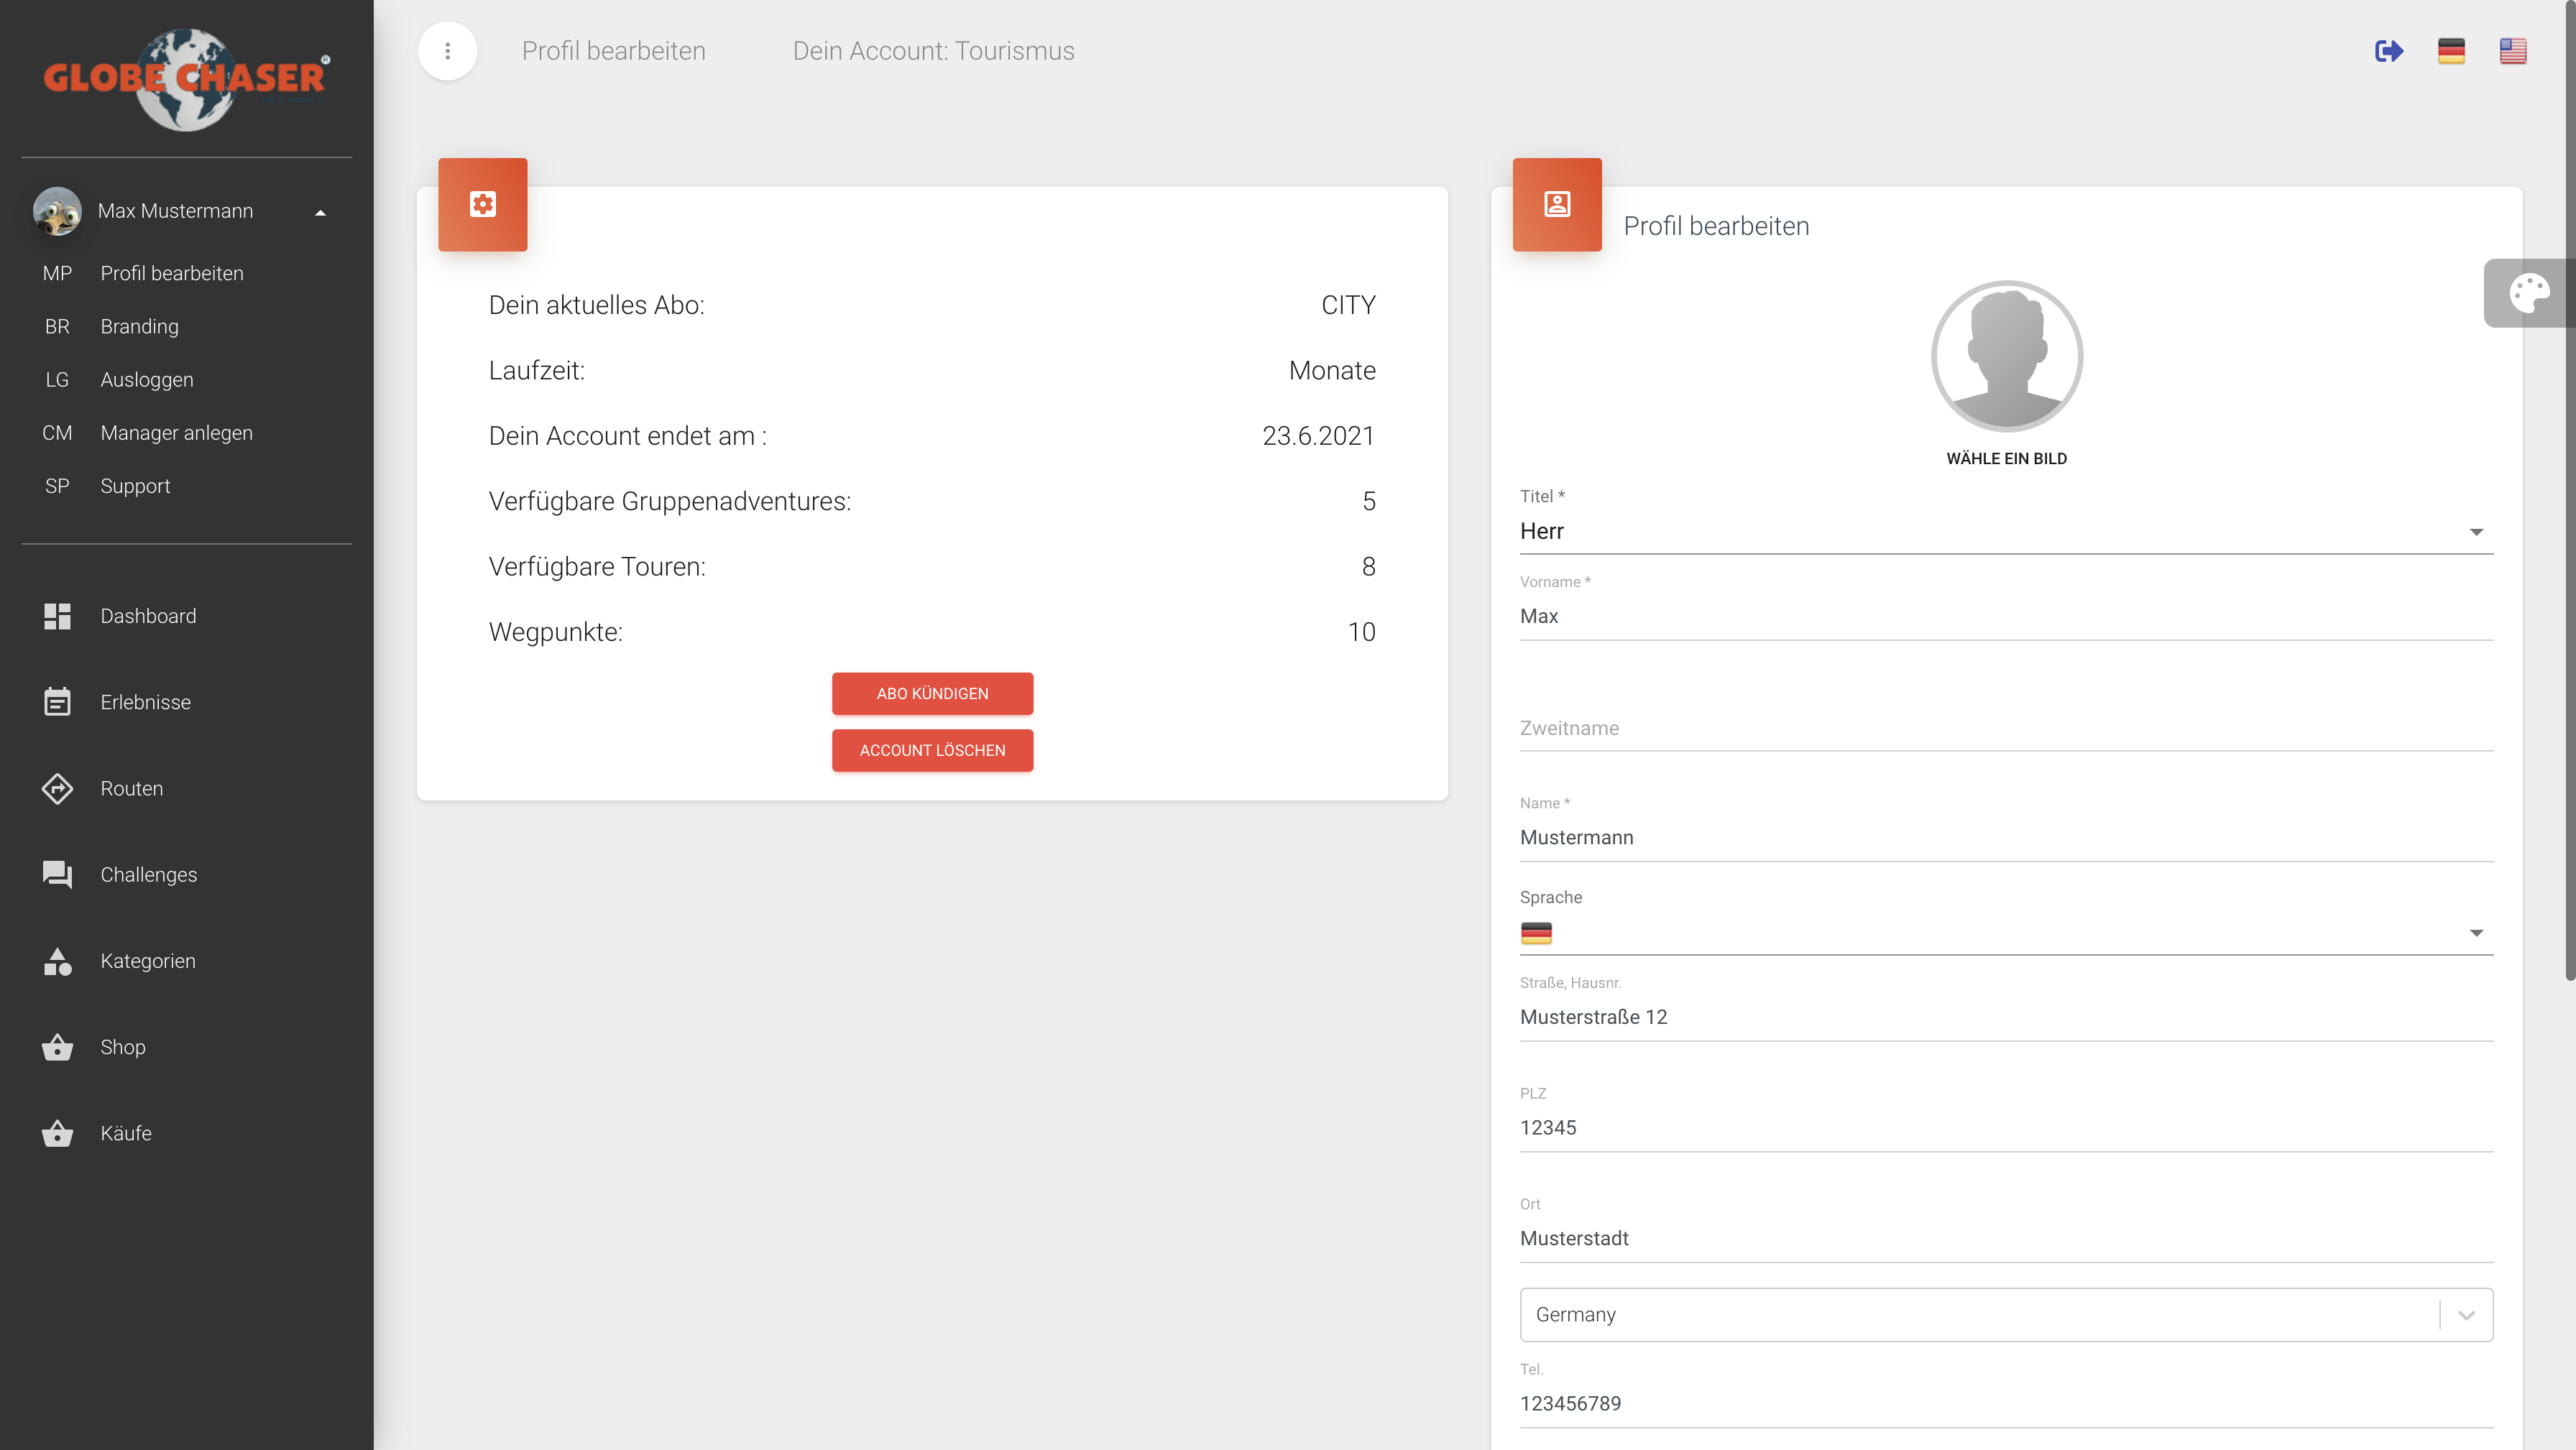 GLOBE CHASER®
Max Mustermann
MP Profil bearbeiten
BR Branding
LG Ausloggen
CM Manager anlegen
SP Support
Dashboard
Erlebnisse
Routen
Challenges
Kategorien
Shop
Käufe
Profil bearbeiten Dein Account: Tourismus
Dein aktuelles Abo: CITY
Laufzeit: Monate
Dein Account endet am : 23.6.2021
Verfügbare Gruppenadventures: 5
Verfügbare Touren: 8
Wegpunkte: 10
ABO KÜNDIGEN
ACCOUNT LÖSCHEN
Profil bearbeiten
WÄHLE EIN BILD
Titel *
Herr
Vorname *
Max
Zweitname
Name *
Mustermann
Sprache
Straße, Hausnr.
Musterstraße 12
PLZ
12345
Ort
Musterstadt
Germany
Tel.
123456789